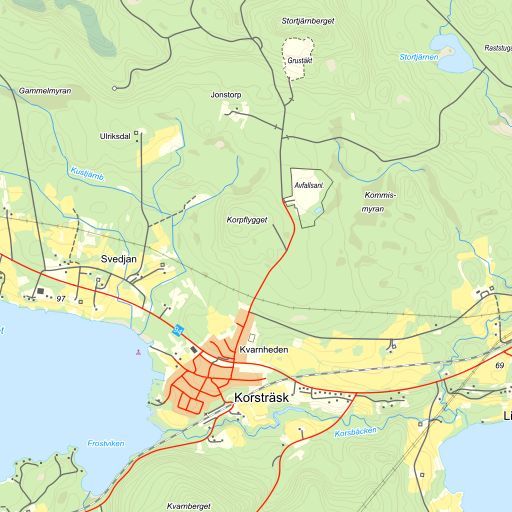 Stortjärnberget
Raststuga
Stortjärnen
Grustäkt
Gammelmyran
Jonstorp
Ulriksdal
Kustjärnb
Avfallsanl.
Kommis-
myran
Korpflygget
Svedjan
97
Kvarnheden
69
Korsträsk
Li
Korsbäcken
Frostviken
Kvarnberget